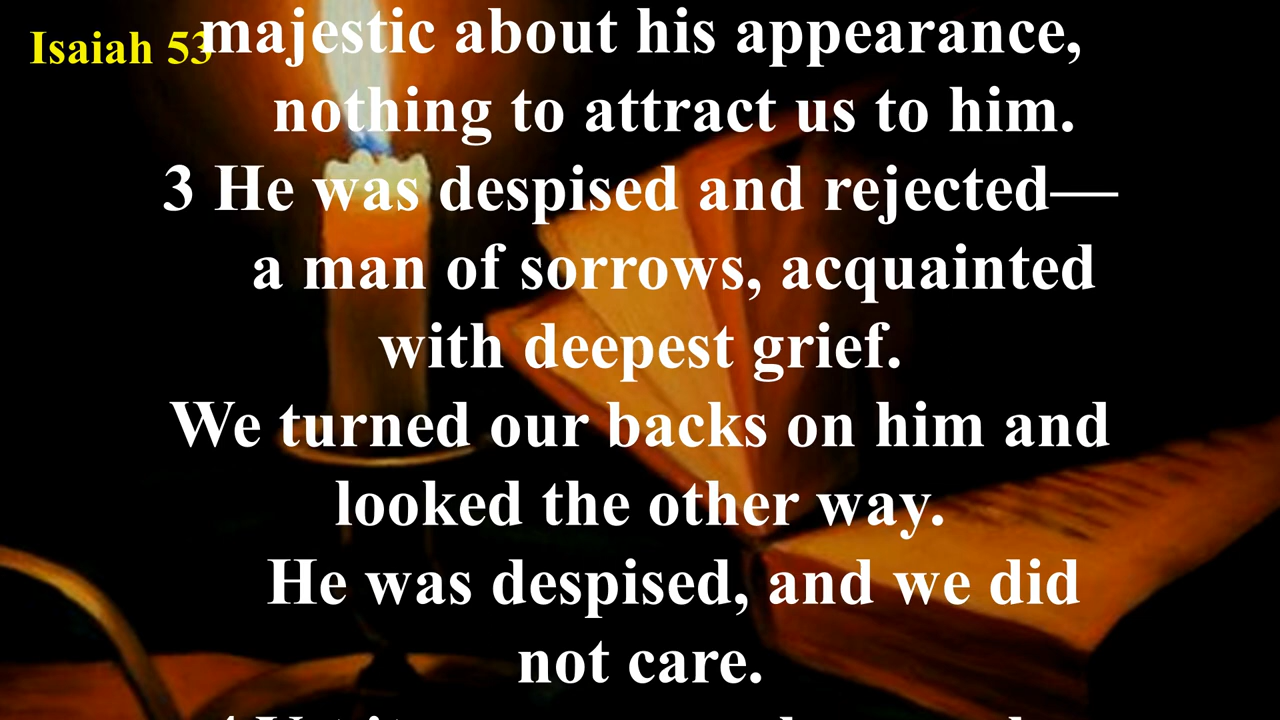 Isaiah 53
majestic about his appearance,
nothing to attract us to him.
3 He was despised and rejected—
a man of sorrows, acquainted
with deepest grief.
We turned our backs on him and
looked the other way.
He was despised, and we did
not care.